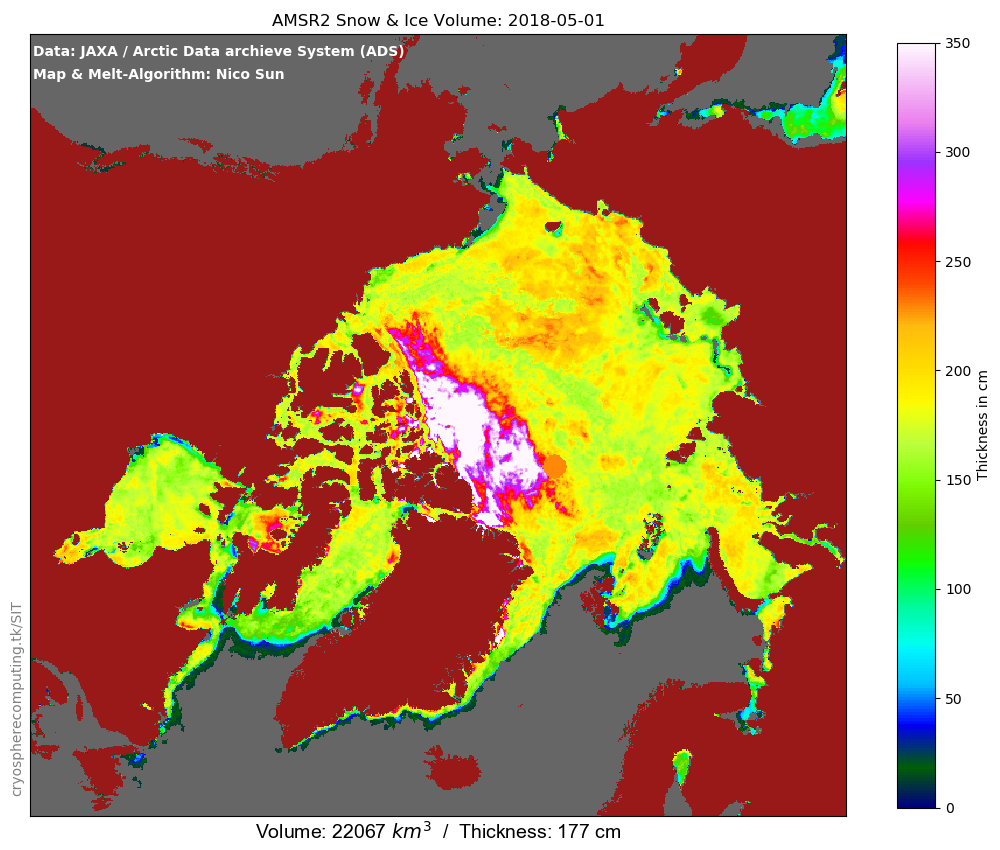 AMSR2 Snow & Ice Volume: 2018-05-01
Data: JAXA / Arctic Data archieve System (ADS)
Map & Melt-Algorithm: Nico Sun
350
300
250
200
150
100
50
0
Thickness in cm
cryospherecomputing.tk/SIT
Volume: 22067 km³ / Thickness: 177 cm